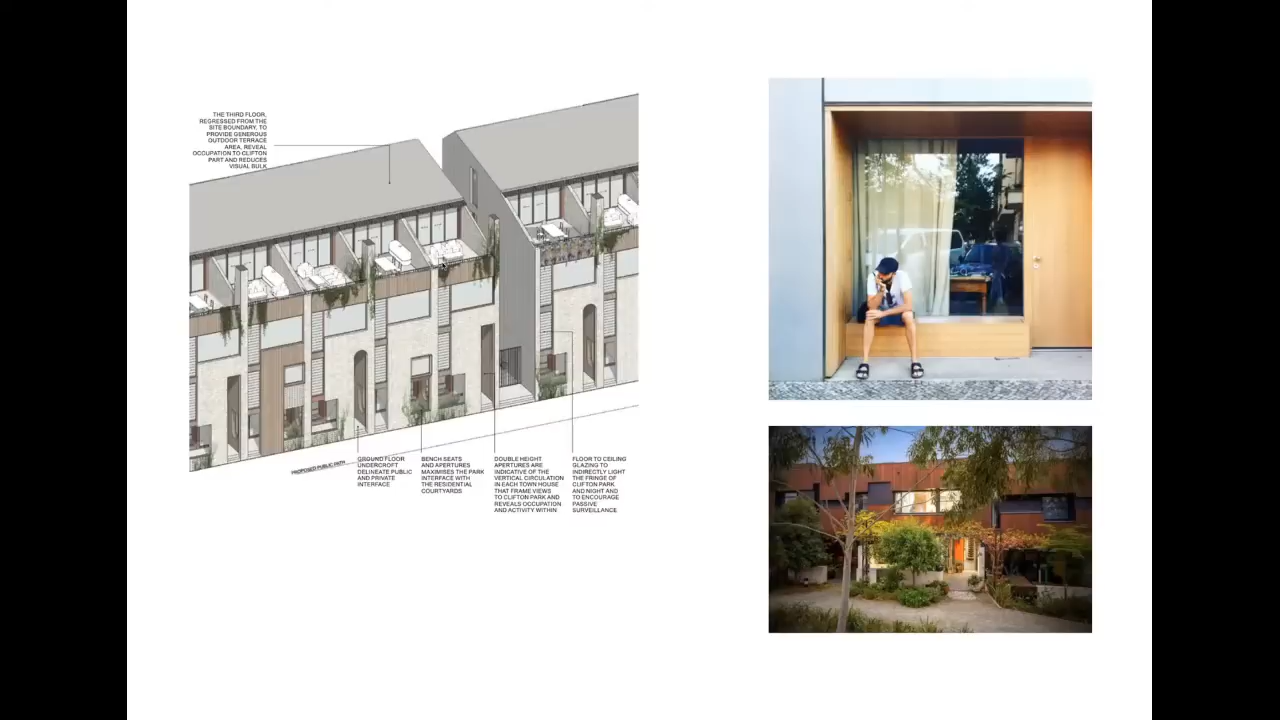 THE THIRD FLOOR,
REGRESSED FROM THE
SITE BOUNDARY, TO
PROVIDE GENEROUS
OUTDOOR TERRACE
AREA, REVEAL
OCCUPATION TO CLIFTON
PART AND REDUCES
VISUAL BULK
PROPOSED PUBLIC PATH
GROUND FLOOR
UNDERCROFT
DELINEATE PUBLIC
AND PRIVATE
INTERFACE
BENCH SEATS
AND APERTURES
MAXIMISES THE PARK
INTERFACE WITH
THE RESIDENTIAL
COURTYARDS
DOUBLE HEIGHT
APERTURES ARE
INDICATIVE OF THE
VERTICAL CIRCULATION
IN EACH TOWN HOUSE
THAT FRAME VIEWS
TO CLIFTON PARK AND
REVEALS OCCUPATION
AND ACTIVITY WITHIN
FLOOR TO CEILING
GLAZING TO
INDIRECTLY LIGHT
THE FRINGE OF
CLIFTON PARK
AND NIGHT AND
TO ENCOURAGE
PASSIVE
SURVEILLANCE